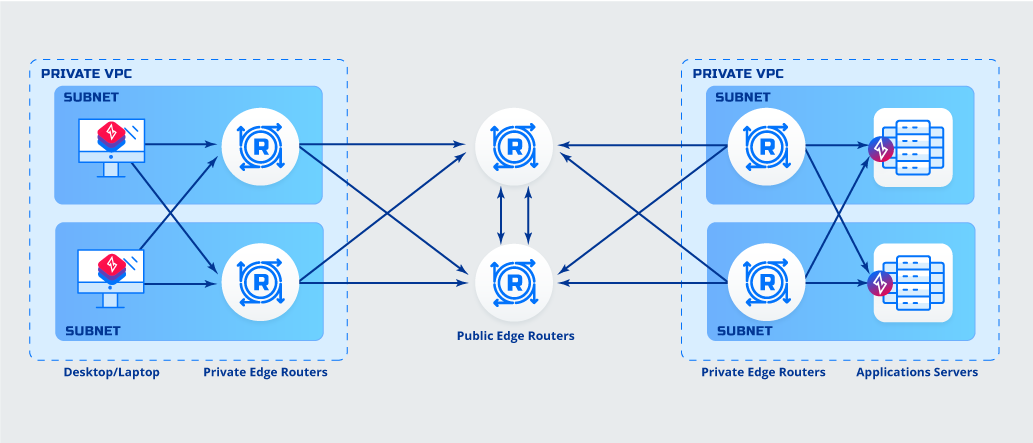 PRIVATE VPC
SUBNET
R
R
SUBNET
Desktop/Laptop
Private Edge Routers
R
R
Public Edge Routers
PRIVATE VPC
SUBNET
R
R
SUBNET
Private Edge Routers
Applications Servers